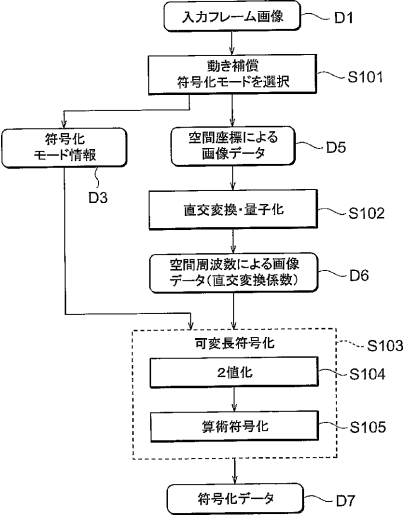 入力フレーム画像
D1
動き補償
符号化モードを選択
S101
符号化
モード情報
D3
空間座標による
画像データ
D5
直交変換・量子化
S102
空間周波数による画像
データ(直交変換係数)
D6
可変長符号化
S103
2値化
S104
算術符号化
S105
符号化データ
D7